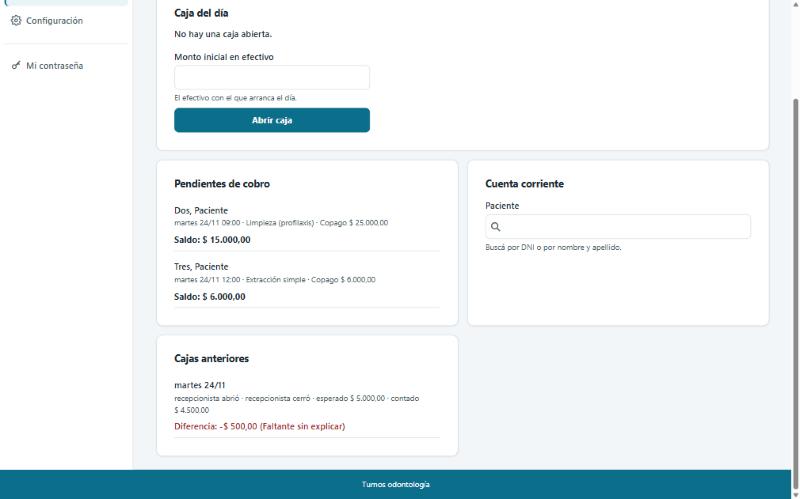 Configuración
Mi contraseña
Caja del día
No hay una caja abierta.
Monto inicial en efectivo
El efectivo con el que arranca el día.
Abrir caja
Pendientes de cobro
Dos, Paciente
martes 24/11 09:00 · Limpieza (profilaxis) · Copago $ 25.000,00
Saldo: $ 15.000,00
Tres, Paciente
martes 24/11 12:00 · Extracción simple · Copago $ 6.000,00
Saldo: $ 6.000,00
Cuenta corriente
Paciente
Buscá por DNI o por nombre y apellido.
Cajas anteriores
martes 24/11
recepcionista abrió · recepcionista cerró · esperado $ 5.000,00 · contado
$ 4.500,00
Diferencia: -$ 500,00 (Faltante sin explicar)
Turnos odontología